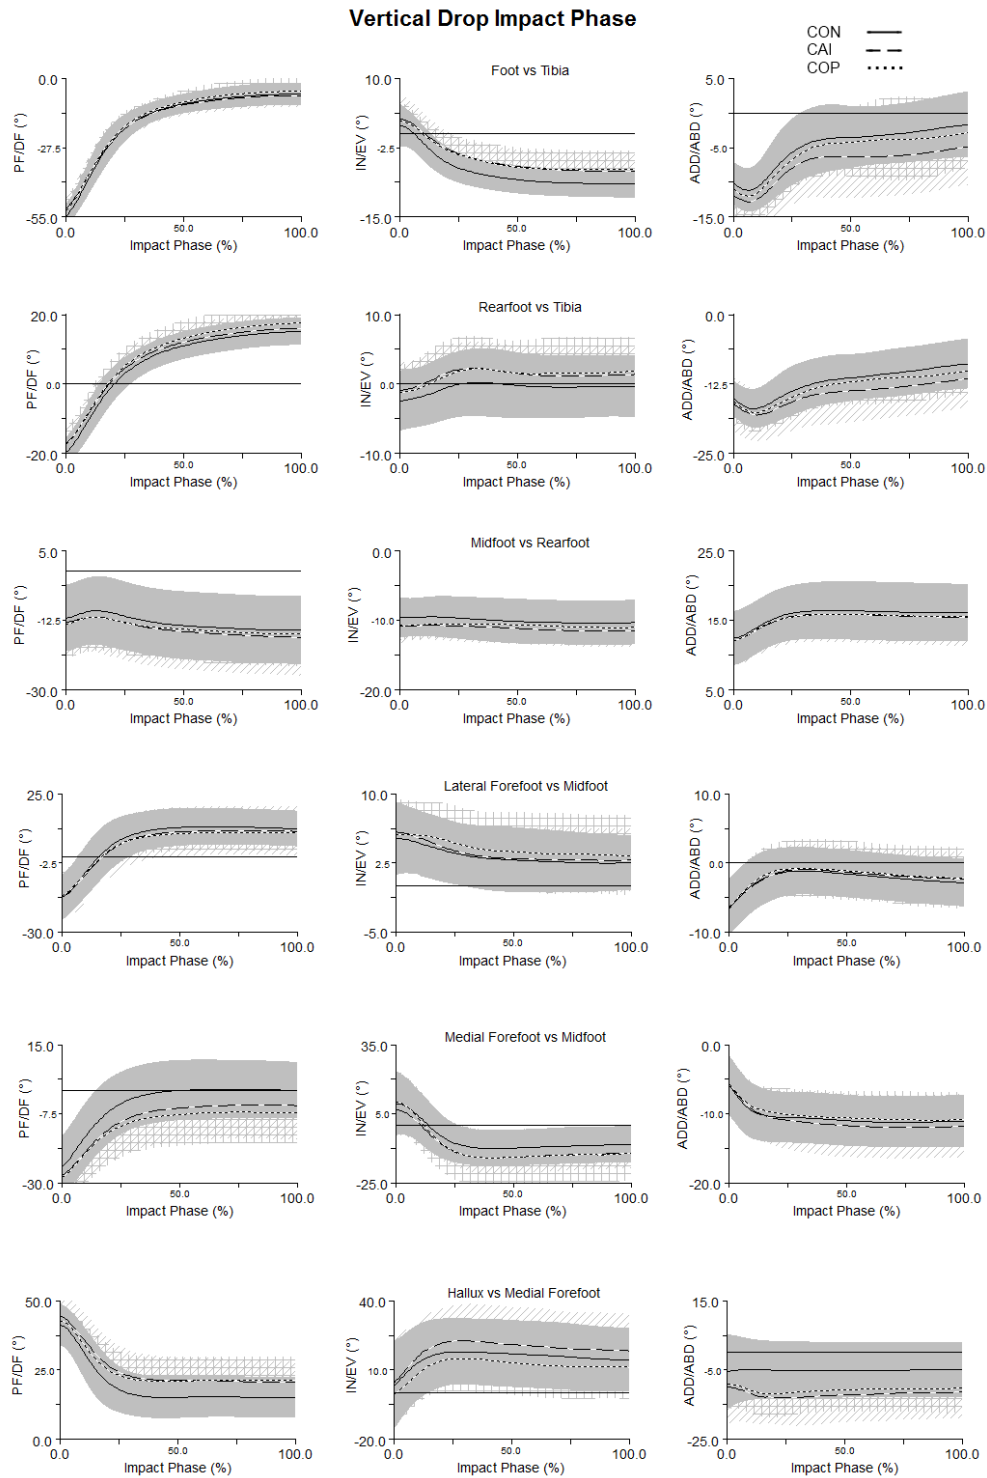 Vertical Drop Impact Phase
CON
CAI
COP
Foot vs Tibia
0.0
-27.5
-55.0
PF/DF (°)
0.0
50.0
100.0
Impact Phase (%)
10.0
-2.5
-15.0
IN/EV (°)
0.0
50.0
100.0
Impact Phase (%)
5.0
-5.0
-15.0
ADD/ABD (°)
0.0
50.0
100.0
Impact Phase (%)
Rearfoot vs Tibia
20.0
0.0
-20.0
PF/DF (°)
0.0
50.0
100.0
Impact Phase (%)
10.0
0.0
-10.0
IN/EV (°)
0.0
50.0
100.0
Impact Phase (%)
0.0
-12.5
-25.0
ADD/ABD (°)
0.0
50.0
100.0
Impact Phase (%)
Midfoot vs Rearfoot
5.0
-12.5
-30.0
PF/DF (°)
0.0
50.0
100.0
Impact Phase (%)
0.0
-10.0
-20.0
IN/EV (°)
0.0
50.0
100.0
Impact Phase (%)
25.0
15.0
5.0
ADD/ABD (°)
0.0
50.0
100.0
Impact Phase (%)
Lateral Forefoot vs Midfoot
25.0
-2.5
-30.0
PF/DF (°)
0.0
50.0
100.0
Impact Phase (%)
10.0
2.5
-5.0
IN/EV (°)
0.0
50.0
100.0
Impact Phase (%)
10.0
0.0
-10.0
ADD/ABD (°)
0.0
50.0
100.0
Impact Phase (%)
Medial Forefoot vs Midfoot
15.0
-7.5
-30.0
PF/DF (°)
0.0
50.0
100.0
Impact Phase (%)
35.0
5.0
-25.0
IN/EV (°)
0.0
50.0
100.0
Impact Phase (%)
0.0
-10.0
-20.0
ADD/ABD (°)
0.0
50.0
100.0
Impact Phase (%)
Hallux vs Medial Forefoot
50.0
25.0
0.0
PF/DF (°)
0.0
50.0
100.0
Impact Phase (%)
40.0
10.0
-20.0
IN/EV (°)
0.0
50.0
100.0
Impact Phase (%)
15.0
-5.0
-25.0
ADD/ABD (°)
0.0
50.0
100.0
Impact Phase (%)